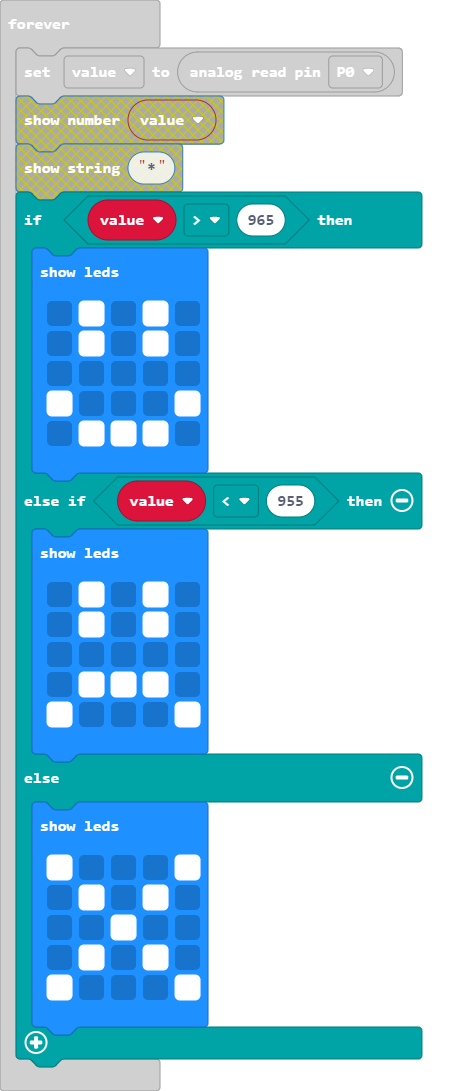 forever
set value to analog read pin P0
show number value
show string "*"
if value > 965 then
show leds
else if value < 955 then
show leds
else
show leds